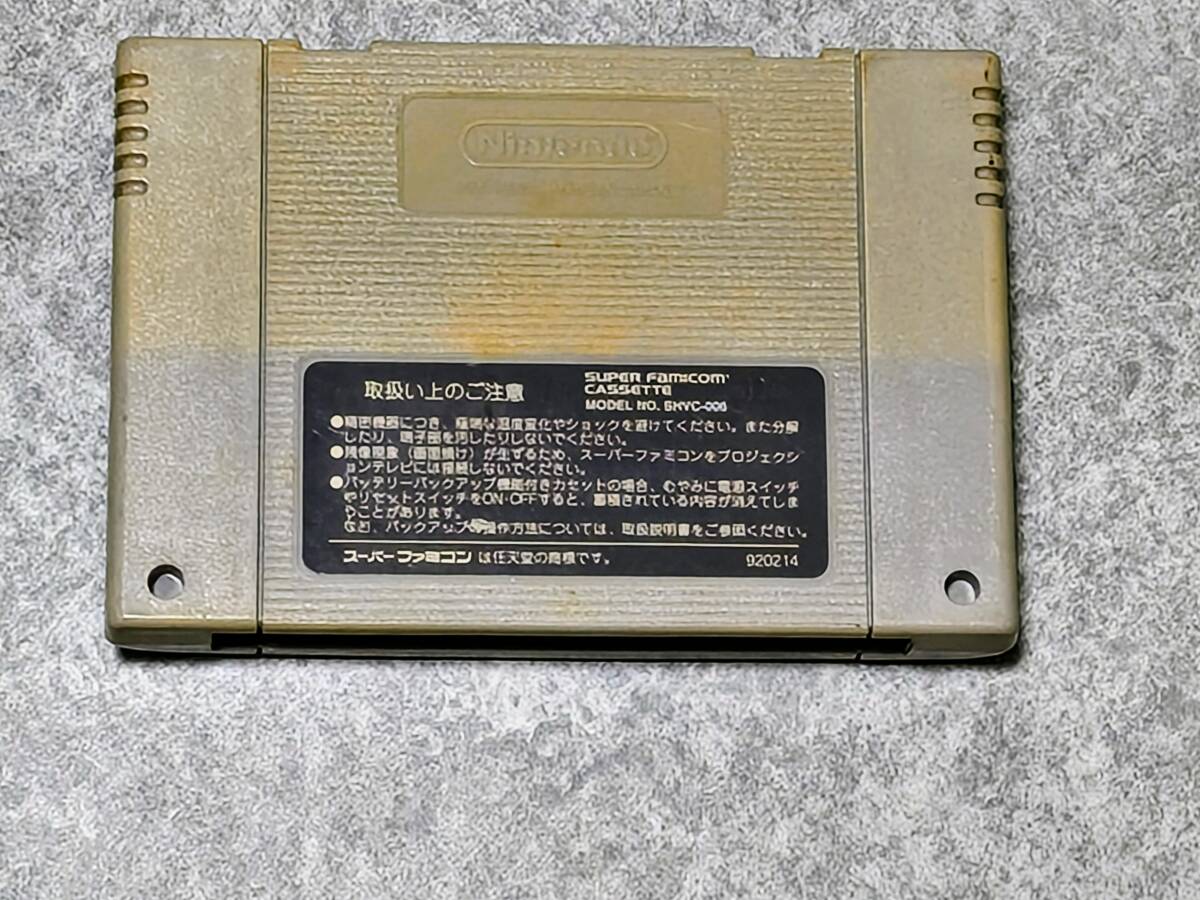 Nintendo
取扱い上のご注意
SUPER FAMICOM
CASSETTE
MODEL NO. SHVC-006
●精密機器につき、極端な温度変化やショックを避けてください。また分解
したり、端子部を汚したりしないでください。
●残像現象（画面焼け）が生ずるため、スーパーファミコンをプロジェクシ
ョンテレビには接続しないでください。
●バッテリーバックアップ機能付きカセットの場合、むやみに電源スイッチ
やリセットスイッチをON・OFFすると、蓄積されている内容が消えてしま
うことがあります。
なお、バックアップの操作方法については、取扱説明書をご参照ください。
スーパーファミコンは任天堂の商標です。
920214